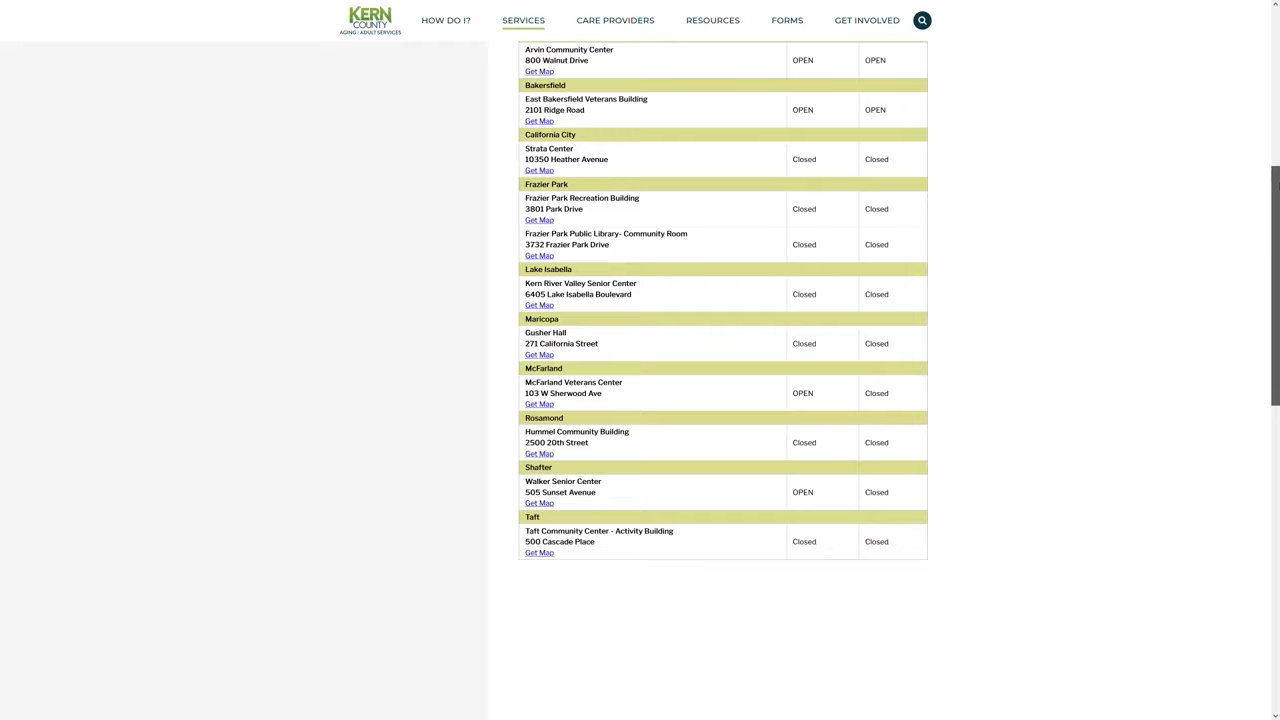 KERN
COUNTY
AGING / ADULT SERVICES
HOW DO I?
SERVICES
CARE PROVIDERS
RESOURCES
FORMS
GET INVOLVED
Arvin Community Center
800 Walnut Drive OPEN OPEN
Get Map
Bakersfield
East Bakersfield Veterans Building
2101 Ridge Road OPEN OPEN
Get Map
California City
Strata Center
10350 Heather Avenue Closed Closed
Get Map
Frazier Park
Frazier Park Recreation Building
3801 Park Drive Closed Closed
Get Map
Frazier Park Public Library- Community Room
3732 Frazier Park Drive Closed Closed
Get Map
Lake Isabella
Kern River Valley Senior Center
6405 Lake Isabella Boulevard Closed Closed
Get Map
Maricopa
Gusher Hall
271 California Street Closed Closed
Get Map
McFarland
McFarland Veterans Center
103 W Sherwood Ave OPEN Closed
Get Map
Rosamond
Hummel Community Building
2500 20th Street Closed Closed
Get Map
Shafter
Walker Senior Center
505 Sunset Avenue OPEN Closed
Get Map
Taft
Taft Community Center - Activity Building
500 Cascade Place Closed Closed
Get Map